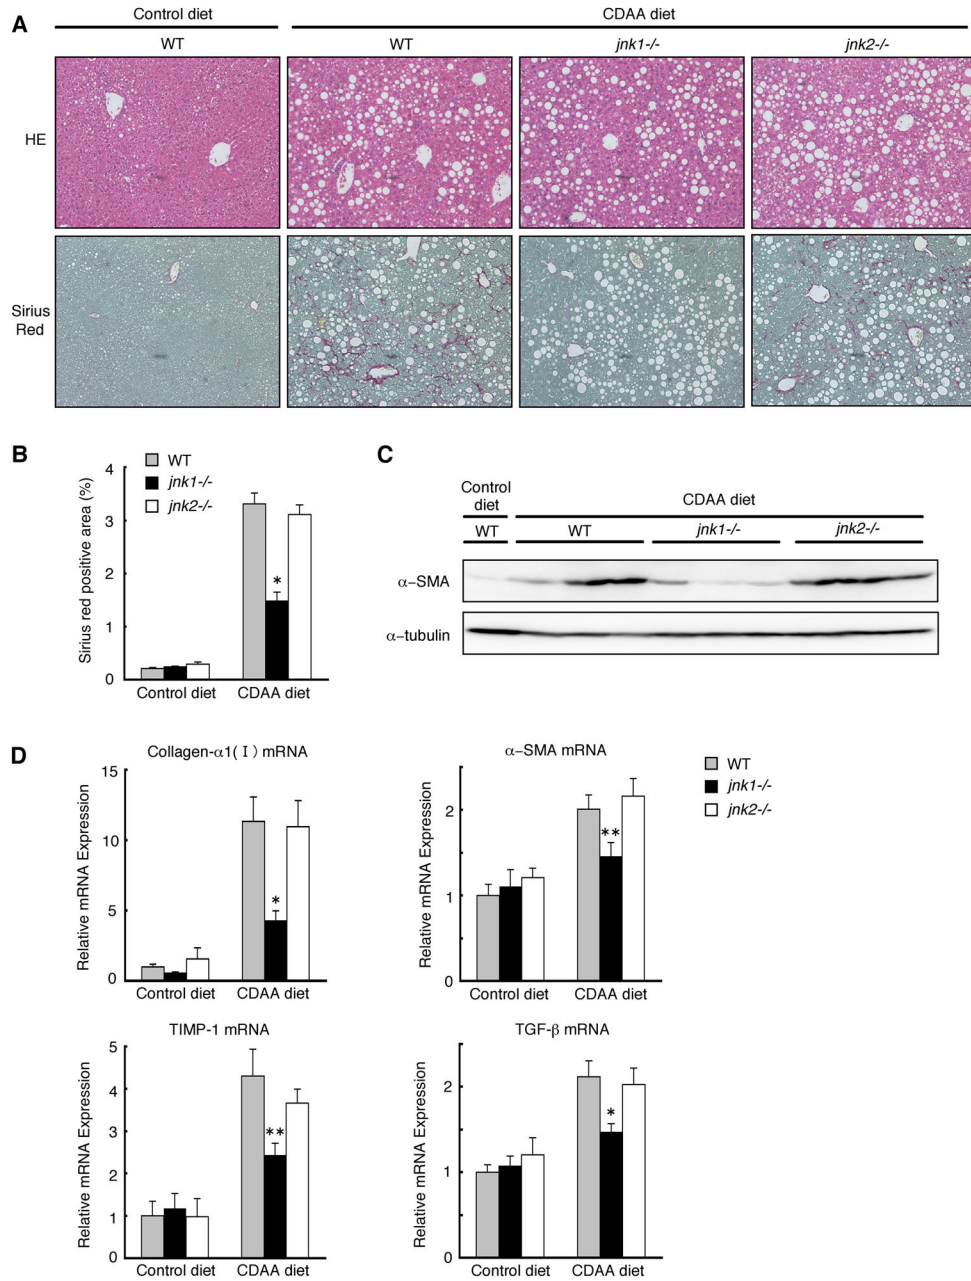 A
Control diet
CDAA diet
WT
WT
jnk1-/-
jnk2-/-
HE
Sirius
Red
B
WT
jnk1-/-
jnk2-/-
Sirius red positive area (%)
4
3
2
1
0
*
Control diet
CDAA diet
C
Control
diet
CDAA diet
WT
WT
jnk1-/-
jnk2-/-
α−SMA
α−tubulin
D
Collagen-α1(Ⅰ) mRNA
Relative mRNA Expression
15
10
5
0
*
Control diet
CDAA diet
α−SMA mRNA
Relative mRNA Expression
2
1
0
**
Control diet
CDAA diet
WT
jnk1-/-
jnk2-/-
TIMP-1 mRNA
Relative mRNA Expression
5
4
3
2
1
0
**
Control diet
CDAA diet
TGF-β mRNA
Relative mRNA Expression
2
1
0
*
Control diet
CDAA diet